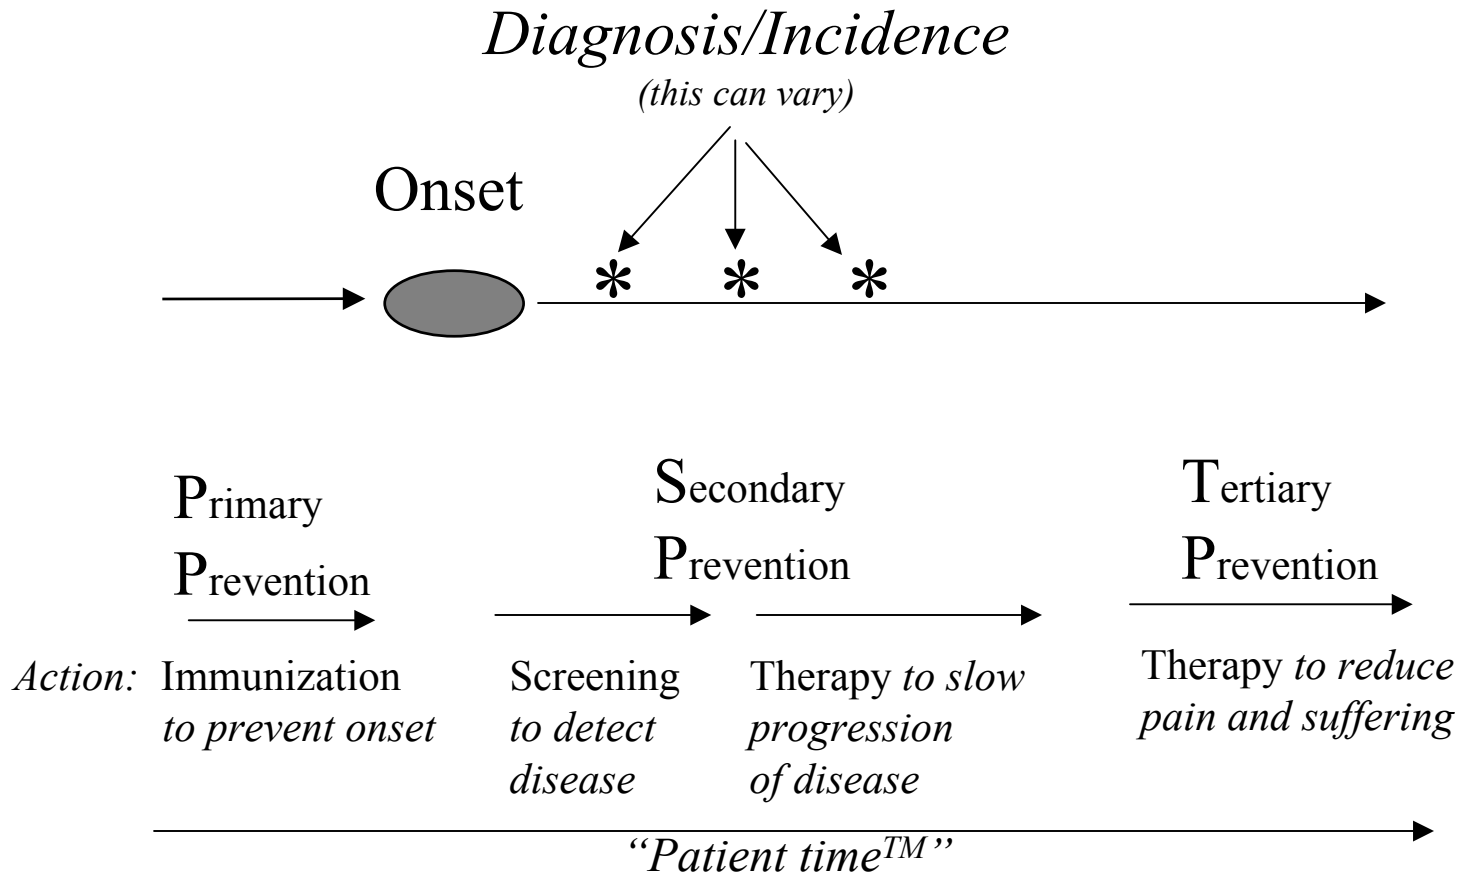 Diagnosis/Incidence
(this can vary)
Onset
* * *
Primary
Prevention
Secondary
Prevention
Tertiary
Prevention
Action:
Immunization
to prevent onset
Screening
to detect
disease
Therapy to slow
progression
of disease
Therapy to reduce
pain and suffering
“Patient timeTM”